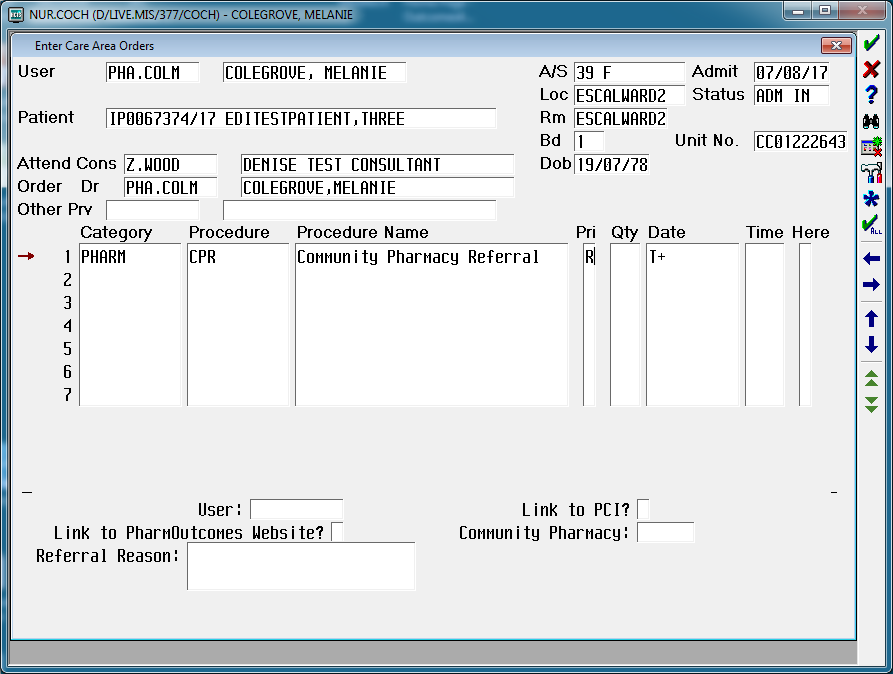 NUR.COCH (D/LIVE.MIS/377/COCH) - COLEGROVE, MELANIE
Enter Care Area Orders
User PHA.COLM COLEGROVE, MELANIE A/S 39 F Admit 07/08/17
Loc ESCALWARD2 Status ADM IN
Patient IP0067374/17 EDITESTPATIENT,THREE Rm ESCALWARD2
Bd 1 Unit No. CC01222643
Attend Cons Z.WOOD DENISE TEST CONSULTANT Dob 19/07/78
Order Dr PHA.COLM COLEGROVE,MELANIE
Other Prv
Category Procedure Procedure Name Pri Qty Date Time Here
1 PHARM CPR Community Pharmacy Referral R T+
2
3
4
5
6
7
User: Link to PCI?
Link to PharmOutcomes Website? Community Pharmacy:
Referral Reason:
ALL